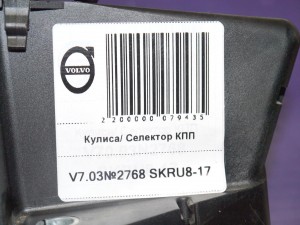 VOLVO
2200000079435
Кулиса/ Селектор КПП
V7.03№2768 SKRU8-17